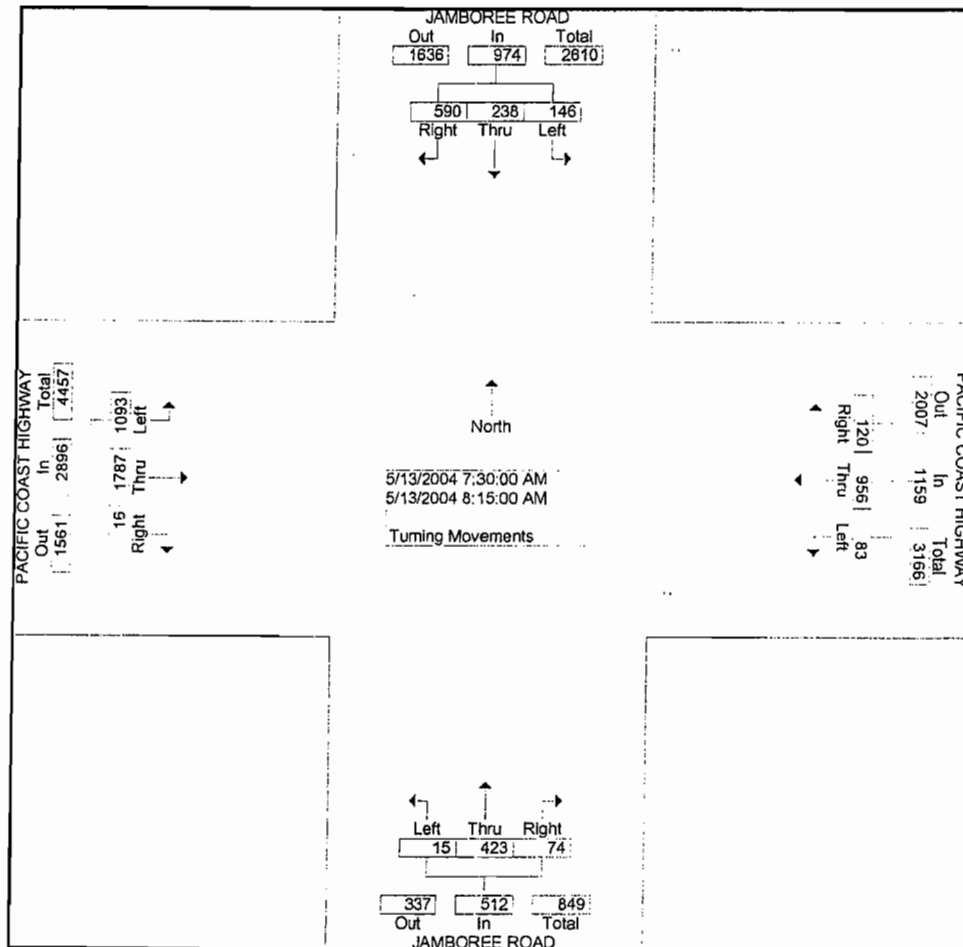 JAMBOREE ROAD
Out In Total
1636 974 2610
590 238 146
Right Thru Left
PACIFIC COAST HIGHWAY
Out In Total
1561 2896 4457
16 1787 1093
Right Thru Left
North
5/13/2004 7:30:00 AM
5/13/2004 8:15:00 AM
Turning Movements
Right Thru Left
120 956 83
Out In Total
2007 1159 3166
PACIFIC COAST HIGHWAY
Left Thru Right
15 423 74
337 512 849
Out In Total
JAMBOREE ROAD